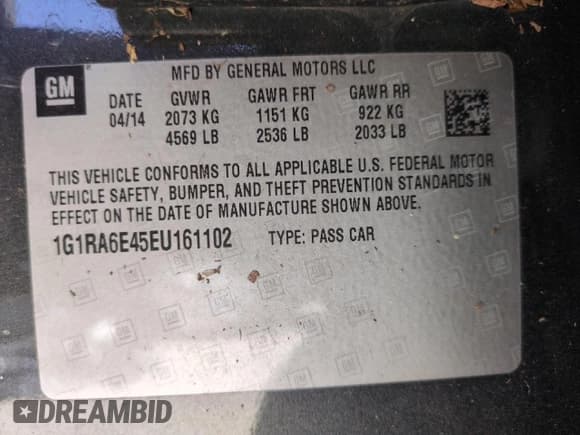 GM
MFD BY GENERAL MOTORS LLC
DATE GVWR GAWR FRT GAWR RR
04/14 2073 KG 1151 KG 922 KG
4569 LB 2536 LB 2033 LB
THIS VEHICLE CONFORMS TO ALL APPLICABLE U.S. FEDERAL MOTOR
VEHICLE SAFETY, BUMPER, AND THEFT PREVENTION STANDARDS IN
EFFECT ON THE DATE OF MANUFACTURE SHOWN ABOVE.
1G1RA6E45EU161102 TYPE: PASS CAR
DREAMBID